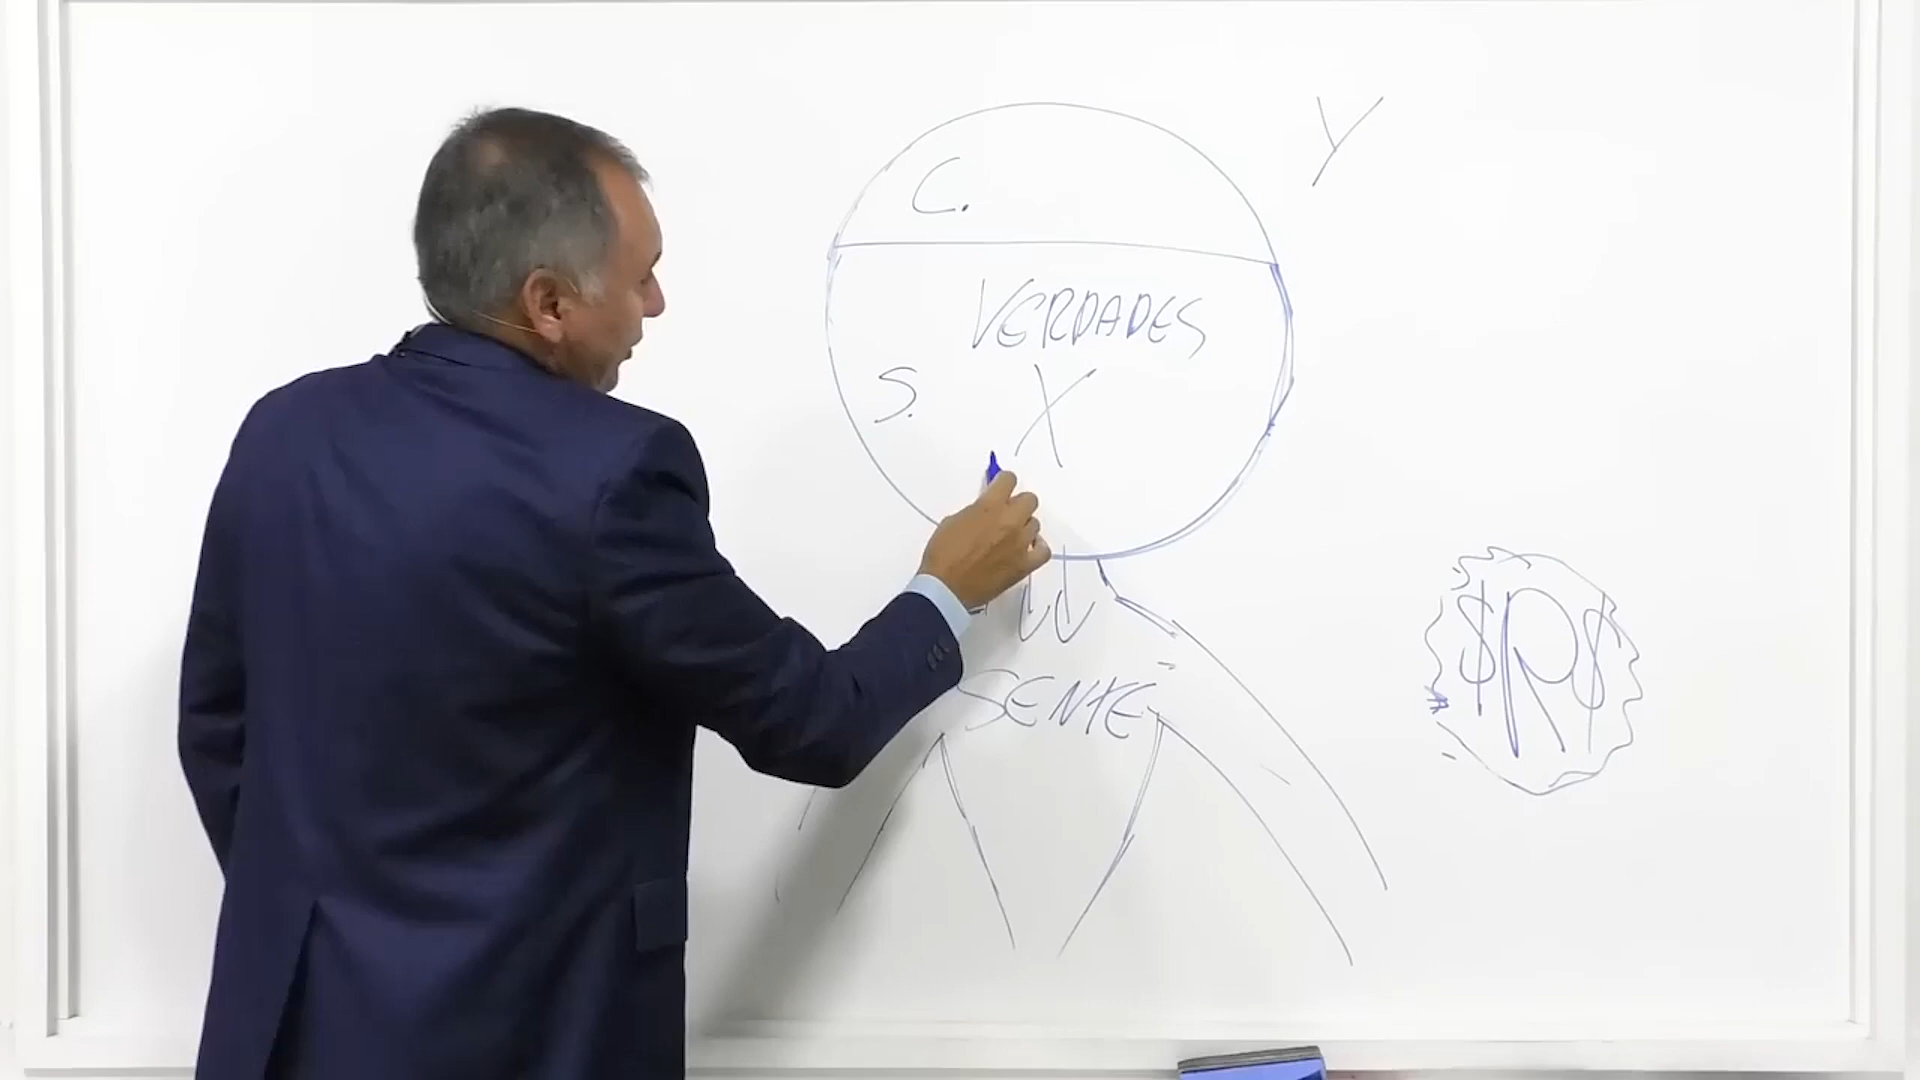 Y
C.
VERDADES
S. X
SENTE
$R$